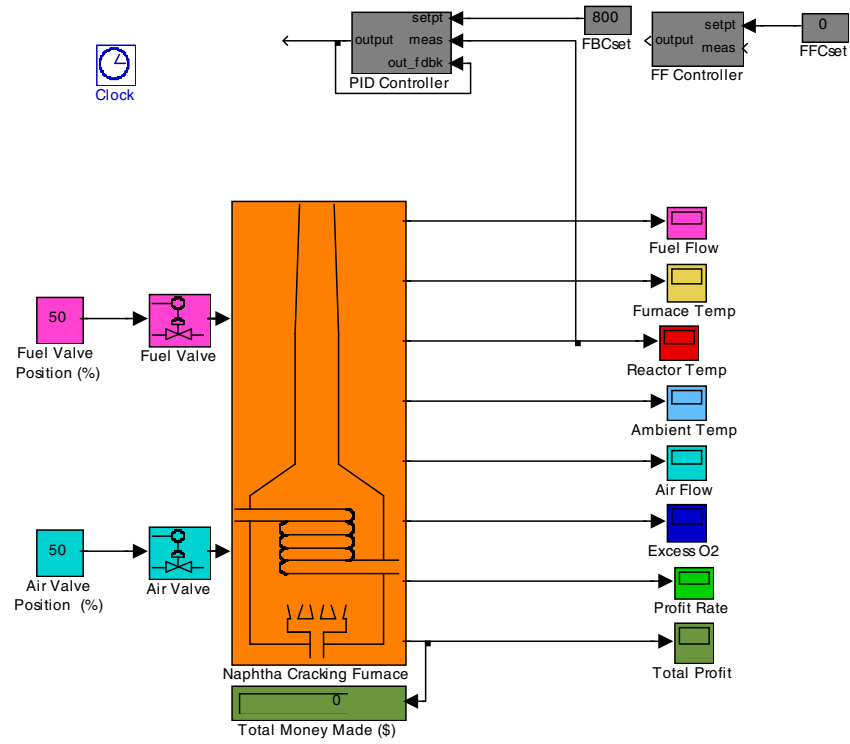 setpt
output
meas
out_fdbk
PID Controller
800
FBCset
setpt
output
meas
FF Controller
0
FFCset
Clock
Fuel Flow
Furnace Temp
50
Fuel Valve
Position (%)
Fuel Valve
Reactor Temp
Ambient Temp
Air Flow
50
Air Valve
Position (%)
Air Valve
Excess O2
Profit Rate
Total Profit
Naphtha Cracking Furnace
0
Total Money Made ($)